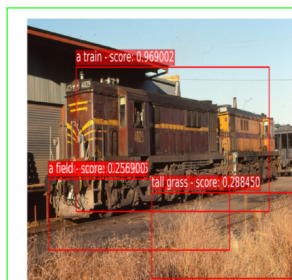 a train - score: 0.969002
a field - score: 0.256900
tall grass - score: 0.288450